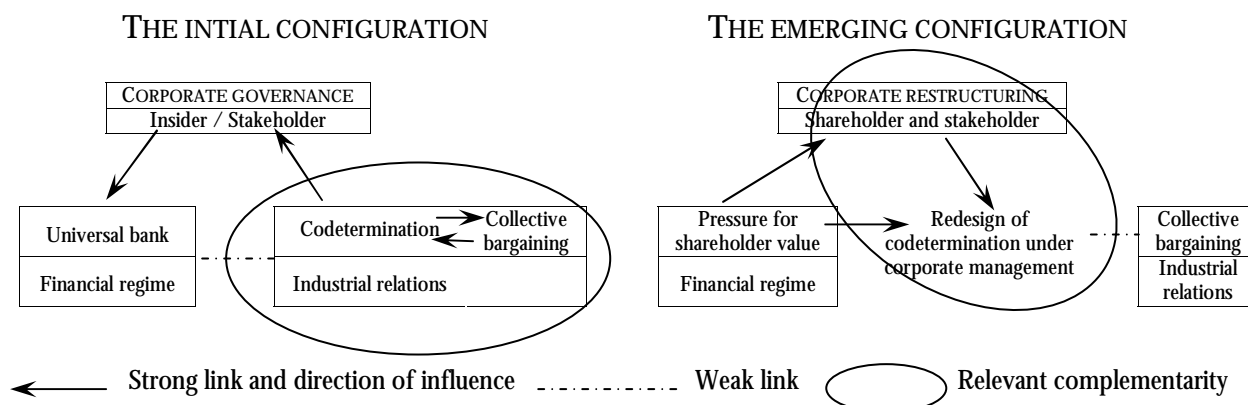 THE INTIAL CONFIGURATION
CORPORATE GOVERNANCE
Insider / Stakeholder
Universal bank
Financial regime
Codetermination
Collective
bargaining
Industrial relations
THE EMERGING CONFIGURATION
CORPORATE RESTRUCTURING
Shareholder and stakeholder
Pressure for
shareholder value
Financial regime
Redesign of
codetermination under
corporate management
Collective
bargaining
Industrial
relations
Strong link and direction of influence
Weak link
Relevant complementarity